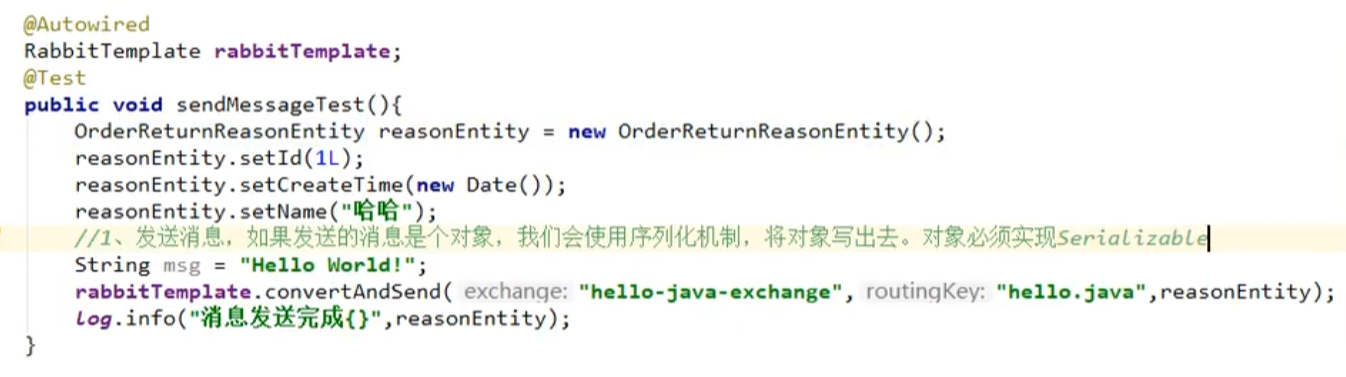 @Autowired
RabbitTemplate rabbitTemplate;
@Test
public void sendMessageTest(){
OrderReturnReasonEntity reasonEntity = new OrderReturnReasonEntity();
reasonEntity.setId(1L);
reasonEntity.setCreateTime(new Date());
reasonEntity.setName("哈哈");
//1、发送消息，如果发送的消息是个对象，我们会使用序列化机制，将对象写出去。对象必须实现Serializable
String msg = "Hello World!";
rabbitTemplate.convertAndSend( exchange: "hello-java-exchange", routingKey: "hello.java",reasonEntity);
log.info("消息发送完成{}",reasonEntity);
}